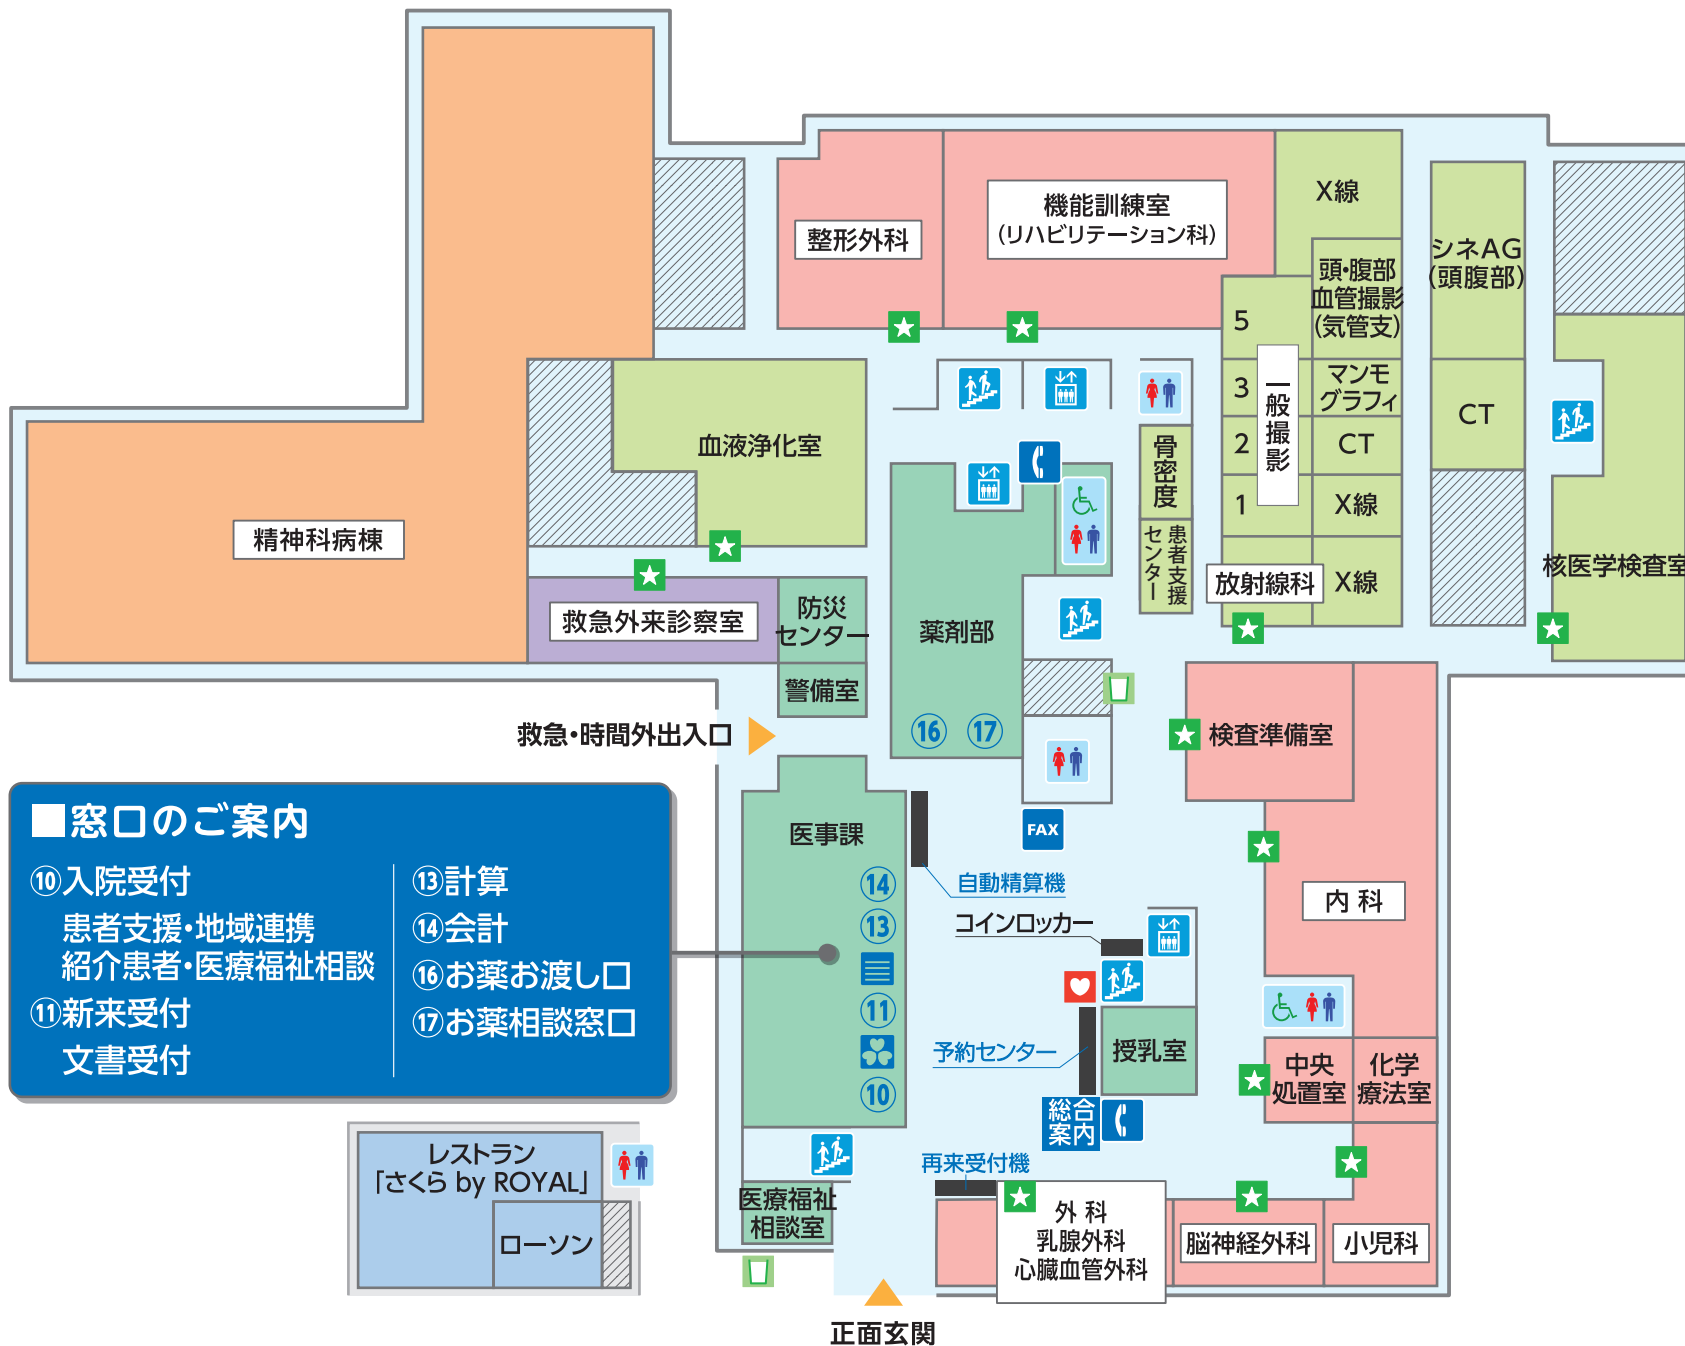 整形外科
機能訓練室
(リハビリテーション科)
X線
シネAG
(頭腹部)
頭・腹部
血管撮影
(気管支)
5
3
2
1
一般撮影
マンモ
グラフィ
CT
X線
X線
CT
血液浄化室
骨密度
患者支援
センター
精神科病棟
救急外来診察室
防災
センター
警備室
薬剤部
⑯
⑰
放射線科
核医学検査室
救急・時間外出入口
検査準備室
■窓口のご案内
⑩入院受付
患者支援・地域連携
紹介患者・医療福祉相談
⑪新来受付
文書受付
⑬計算
⑭会計
⑯お薬お渡し口
⑰お薬相談窓口
医事課
⑭
⑬
⑪
⑩
FAX
自動精算機
コインロッカー
内科
予約センター
授乳室
総合
案内
中央
処置室
化学
療法室
レストラン
「さくら by ROYAL」
ローソン
医療福祉
相談室
再来受付機
外科
乳腺外科
心臓血管外科
脳神経外科
小児科
正面玄関